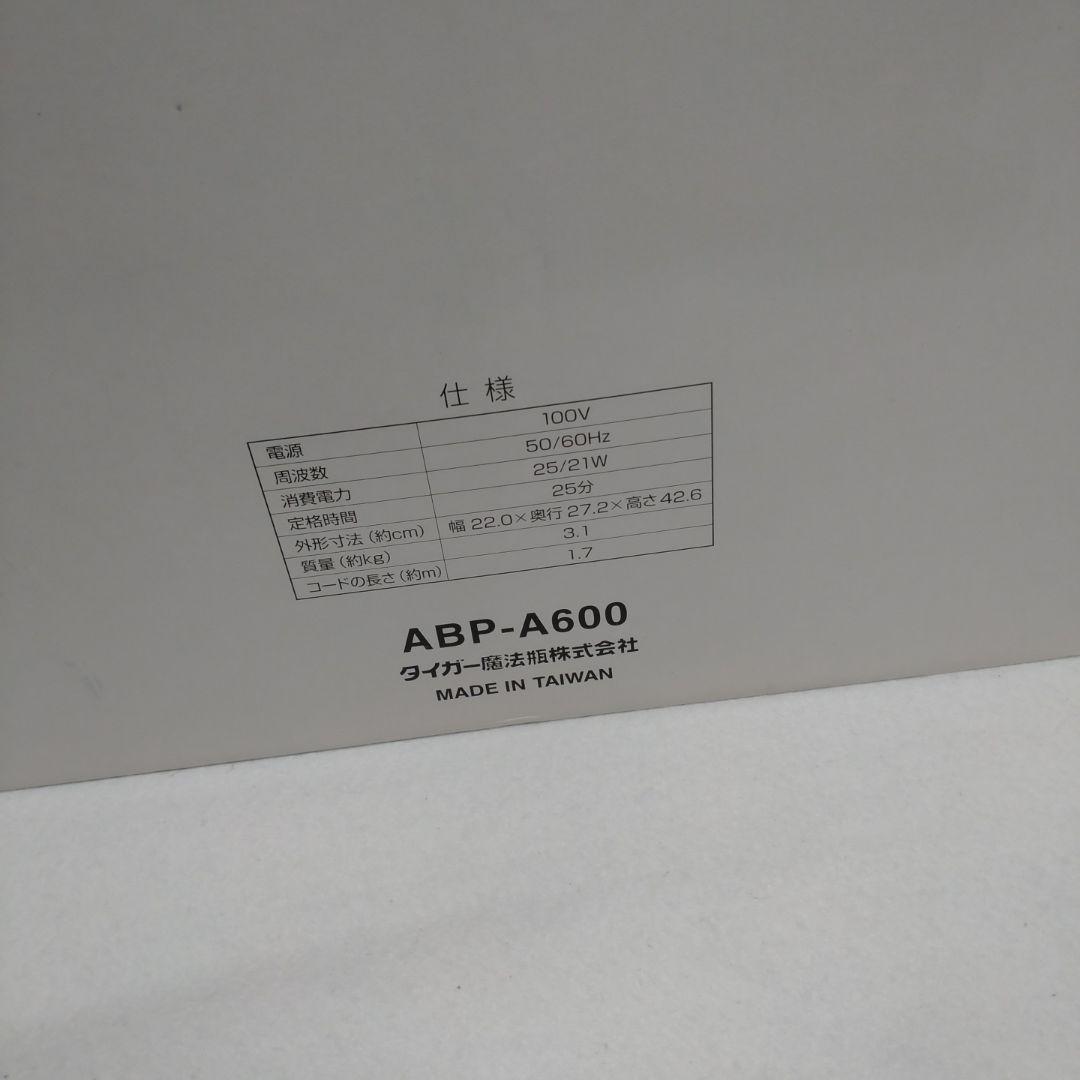 仕様
電源 100V
周波数 50/60Hz
消費電力 25/21W
定格時間 25分
外形寸法(約cm) 幅 22.0×奥行 27.2×高さ 42.6
質量(約kg) 3.1
コードの長さ(約m) 1.7
ABP-A600
タイガー魔法瓶株式会社
MADE IN TAIWAN